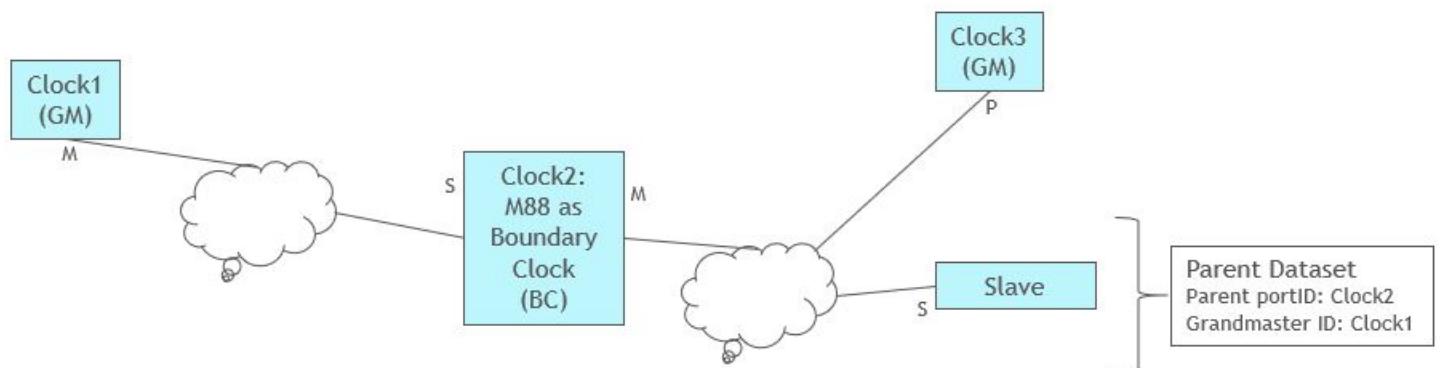 Clock1
(GM)
M
S
Clock2:
M88 as
Boundary
Clock
(BC)
M
Clock3
(GM)
P
Slave
S
Parent Dataset
Parent portID: Clock2
Grandmaster ID: Clock1